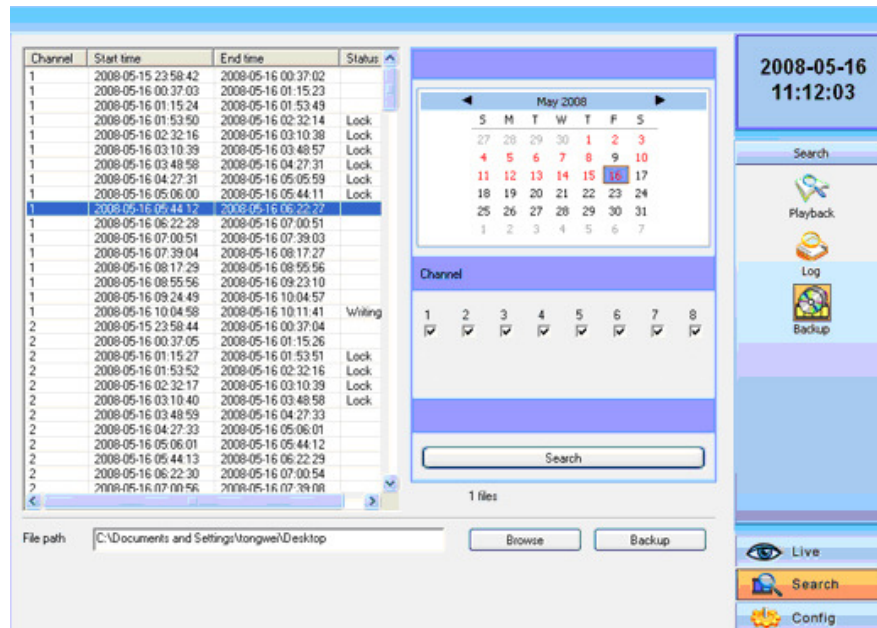 Channel Start time End time Status
1 2008-05-15 23:58:42 2008-05-16 00:37:02
1 2008-05-16 00:37:03 2008-05-16 01:15:23
1 2008-05-16 01:15:24 2008-05-16 01:53:49
1 2008-05-16 01:53:50 2008-05-16 02:32:14 Lock
1 2008-05-16 02:32:16 2008-05-16 03:10:38 Lock
1 2008-05-16 03:10:39 2008-05-16 03:48:57 Lock
1 2008-05-16 03:48:58 2008-05-16 04:27:31 Lock
1 2008-05-16 04:27:31 2008-05-16 05:05:59 Lock
1 2008-05-16 05:06:00 2008-05-16 05:44:11 Lock
1 2008-05-16 05:44:12 2008-05-16 06:22:27
1 2008-05-16 06:22:28 2008-05-16 07:00:51
1 2008-05-16 07:00:51 2008-05-16 07:39:03
1 2008-05-16 07:39:04 2008-05-16 08:17:27
1 2008-05-16 08:17:29 2008-05-16 08:55:56
1 2008-05-16 08:55:56 2008-05-16 09:23:10
1 2008-05-16 09:24:49 2008-05-16 10:04:57
1 2008-05-16 10:04:58 2008-05-16 10:11:41 Writing
2 2008-05-15 23:58:44 2008-05-16 00:37:04
2 2008-05-16 00:37:05 2008-05-16 01:15:26
2 2008-05-16 01:15:27 2008-05-16 01:53:51 Lock
2 2008-05-16 01:53:52 2008-05-16 02:32:16 Lock
2 2008-05-16 02:32:17 2008-05-16 03:10:39 Lock
2 2008-05-16 03:10:40 2008-05-16 03:48:58 Lock
2 2008-05-16 03:48:59 2008-05-16 04:27:33
2 2008-05-16 04:27:33 2008-05-16 05:06:01
2 2008-05-16 05:06:01 2008-05-16 05:44:12
2 2008-05-16 05:44:13 2008-05-16 06:22:29
2 2008-05-16 06:22:30 2008-05-16 07:00:54
2 2008-05-16 07:00:56 2008-05-16 07:39:08
May 2008
S M T W T F S
27 28 29 30 1 2 3
4 5 6 7 8 9 10
11 12 13 14 15 16 17
18 19 20 21 22 23 24
25 26 27 28 29 30 31
1 2 3 4 5 6 7
Channel
1 2 3 4 5 6 7 8
Search
1 files
File path C:\Documents and Settings\tongwei\Desktop Browse Backup
2008-05-16
11:12:03
Search
Playback
Log
Backup
Live
Search
Config